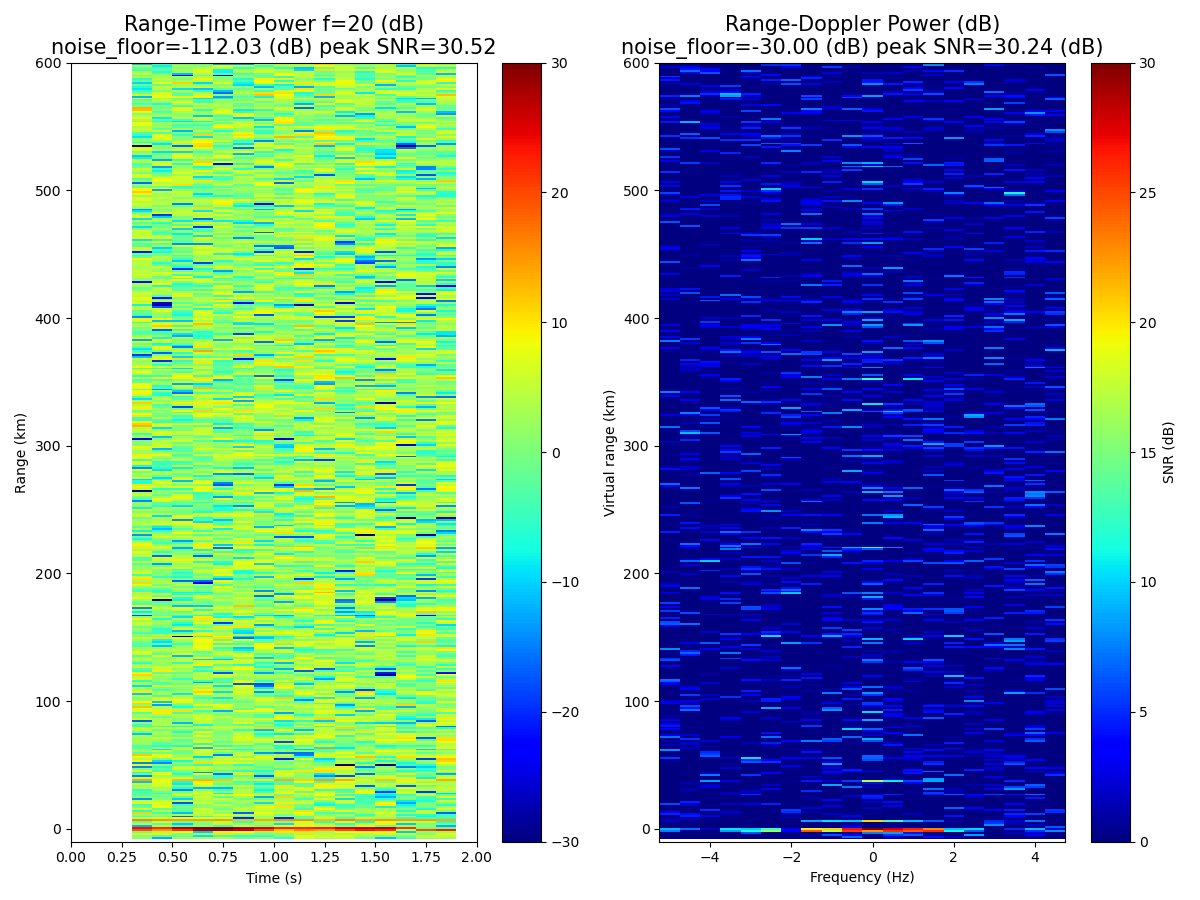 Range-Time Power f=20 (dB)
noise_floor=-112.03 (dB) peak SNR=30.52
Range (km)
600
500
400
300
200
100
0
0.00 0.25 0.50 0.75 1.00 1.25 1.50 1.75 2.00
Time (s)
30
20
10
0
−10
−20
−30
Range-Doppler Power (dB)
noise_floor=-30.00 (dB) peak SNR=30.24 (dB)
Virtual range (km)
600
500
400
300
200
100
0
−4 −2 0 2 4
Frequency (Hz)
30
25
20
15
10
5
0
SNR (dB)